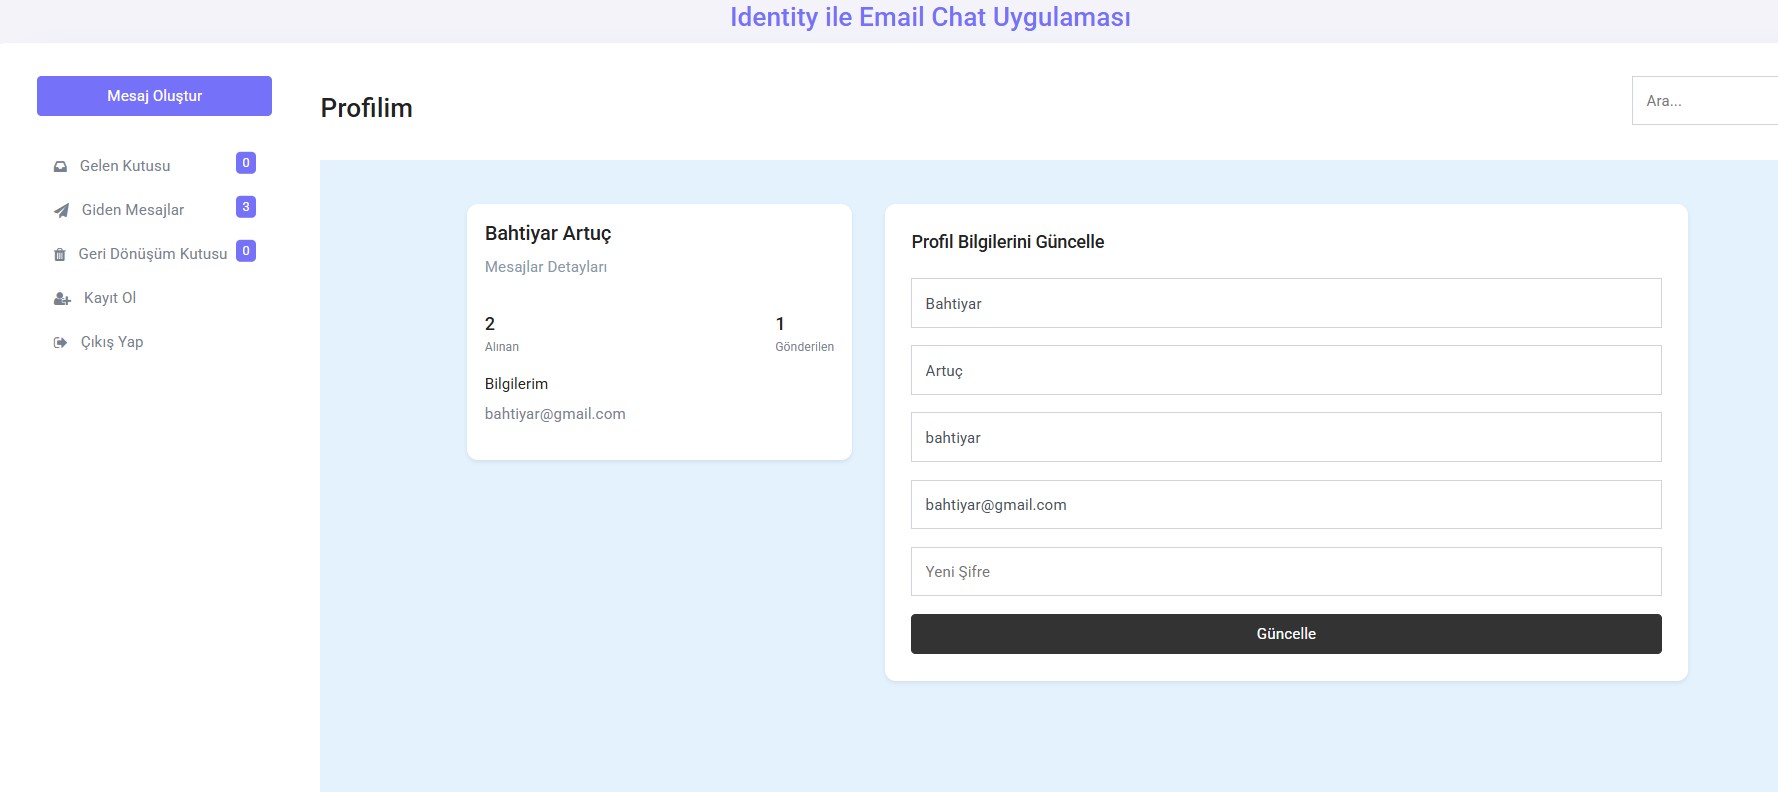 Identity ile Email Chat Uygulaması
Mesaj Oluştur
Gelen Kutusu 0
Giden Mesajlar 3
Geri Dönüşüm Kutusu 0
Kayıt Ol
Çıkış Yap
Profilim
Ara...
Bahtiyar Artuç
Mesajlar Detayları
2 1
Alınan Gönderilen
Bilgilerim
bahtiyar@gmail.com
Profil Bilgilerini Güncelle
Bahtiyar
Artuç
bahtiyar
bahtiyar@gmail.com
Yeni Şifre
Güncelle